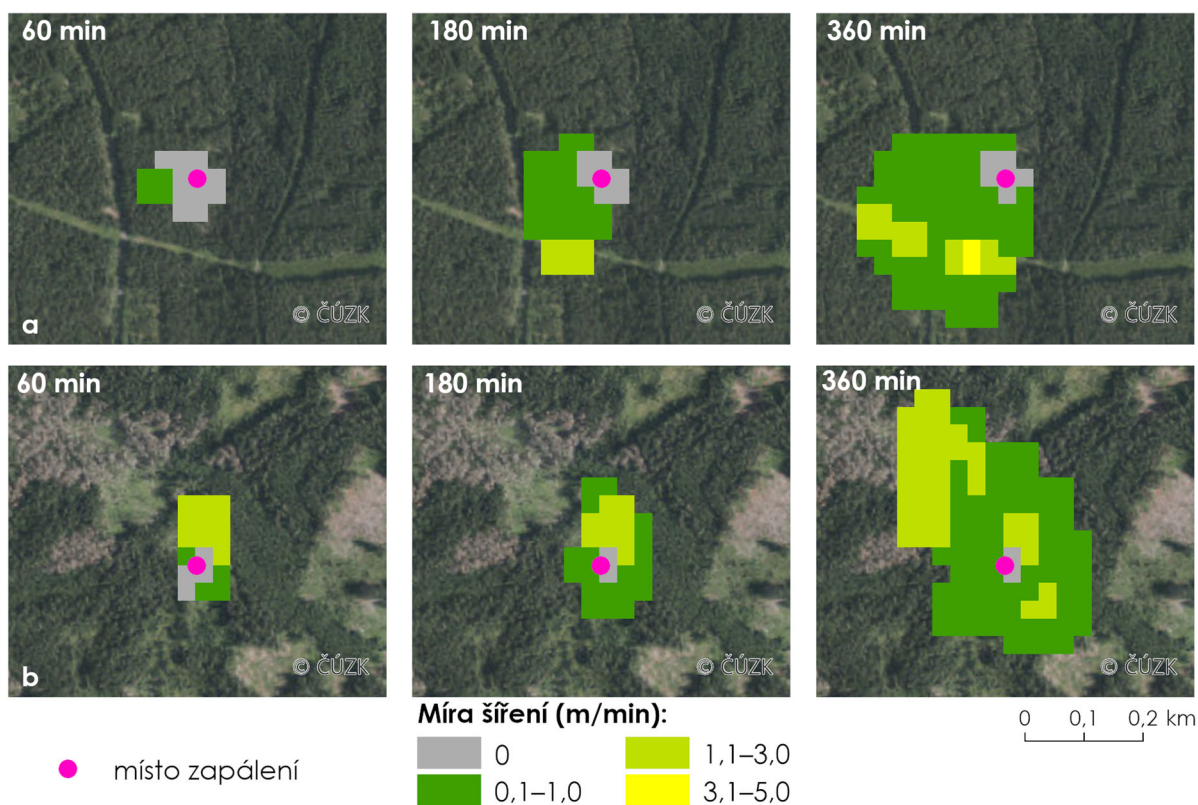 60 min
180 min
360 min
a
© ČÚZK
© ČÚZK
© ČÚZK
60 min
180 min
360 min
b
© ČÚZK
© ČÚZK
© ČÚZK
Míra šíření (m/min):
0 0,1 0,2 km
místo zapálení
0
1,1–3,0
0,1–1,0
3,1–5,0